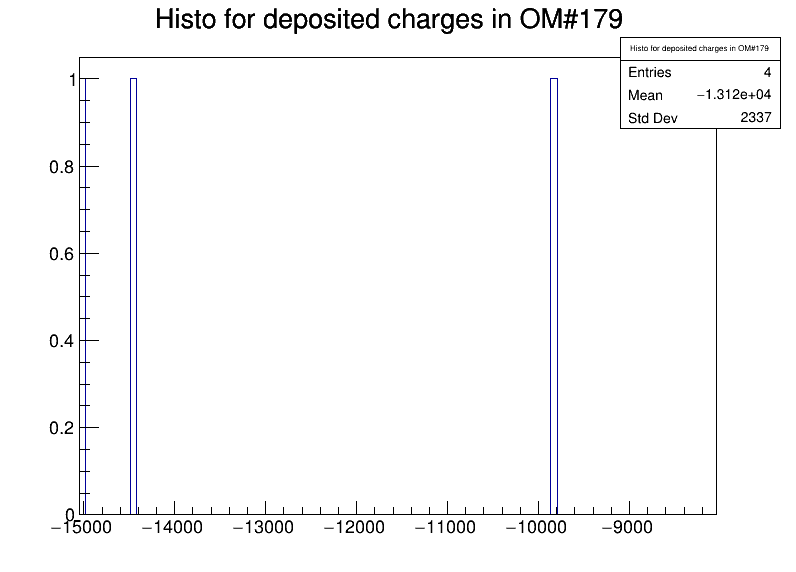 Histo for deposited charges in OM#179
Histo for deposited charges in OM#179
Entries 4
Mean −1.312e+04
Std Dev 2337
1
0.8
0.6
0.4
0.2
0
−15000 −14000 −13000 −12000 −11000 −10000 −9000